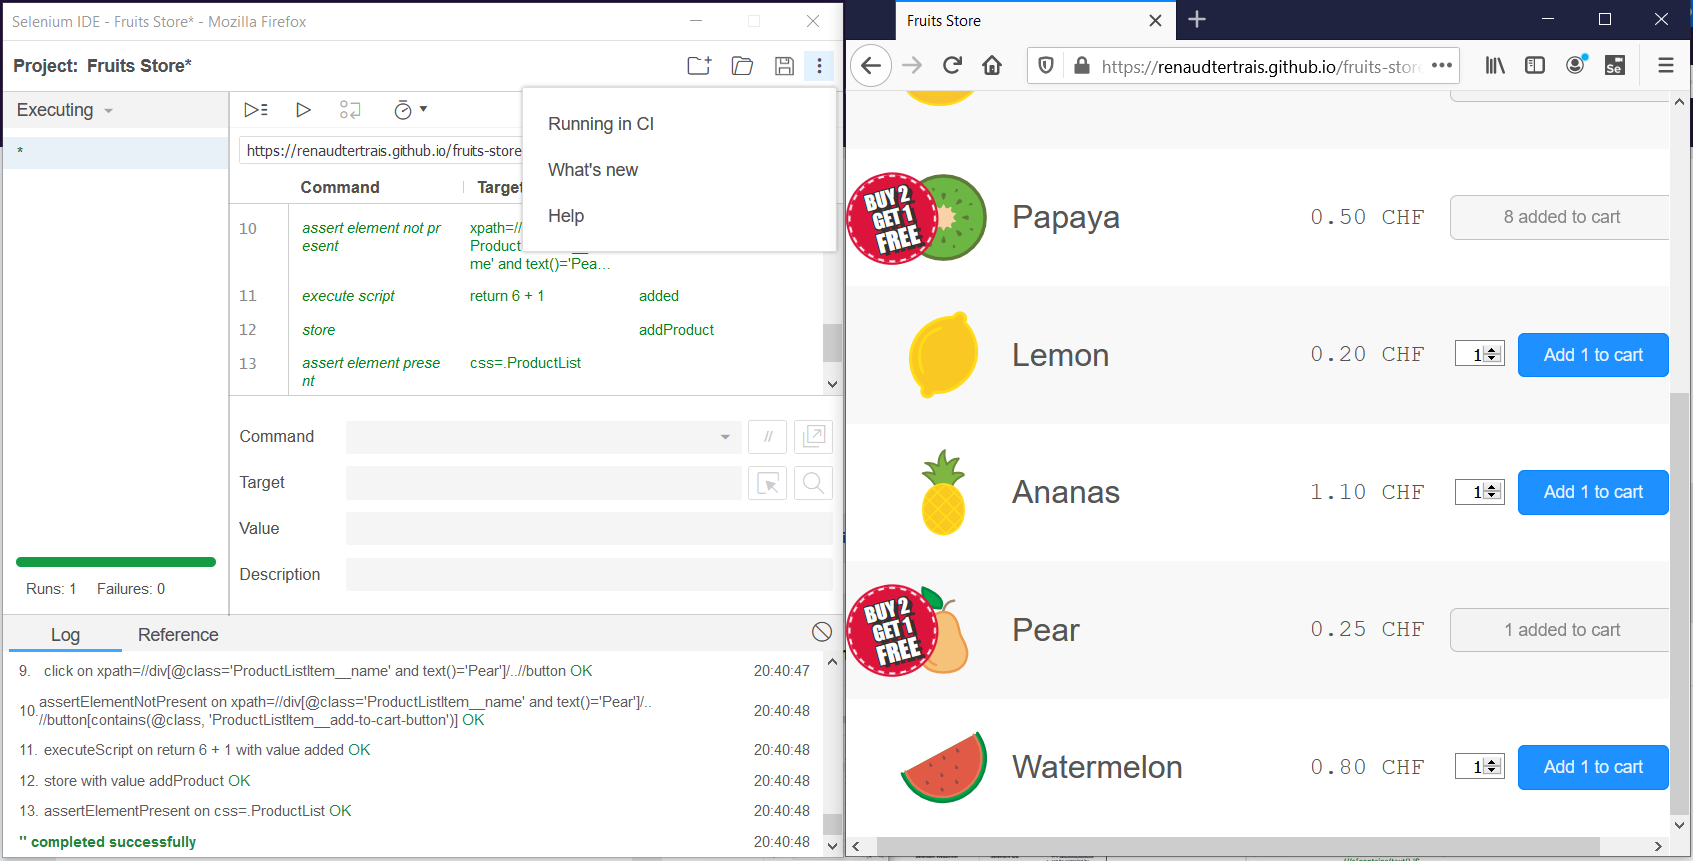 Selenium IDE - Fruits Store* - Mozilla Firefox
Project: Fruits Store*
Executing
*
https://renaudtertrais.github.io/fruits-store
Running in CI
What's new
Help
Command Target
10 assert element not pr
esent
xpath=//
Product
me' and text()='Pea...
11 execute script return 6 + 1 added
12 store addProduct
13 assert element prese
nt
css=.ProductList
Command //
Target
Value
Description
Runs: 1 Failures: 0
Log Reference
9. click on xpath=//div[@class='ProductListItem__name' and text()='Pear']/..//button OK 20:40:47
10. assertElementNotPresent on xpath=//div[@class='ProductListItem__name' and text()='Pear']/..
//button[contains(@class, 'ProductListItem__add-to-cart-button')] OK 20:40:48
11. executeScript on return 6 + 1 with value added OK 20:40:48
12. store with value addProduct OK 20:40:48
13. assertElementPresent on css=.ProductList OK 20:40:48
'' completed successfully 20:40:48
Fruits Store
https://renaudtertrais.github.io/fruits-store
Se
BUY 2
GET 1
FREE
Papaya 0.50 CHF 8 added to cart
Lemon 0.20 CHF 1 Add 1 to cart
Ananas 1.10 CHF 1 Add 1 to cart
BUY 2
GET 1
FREE
Pear 0.25 CHF 1 added to cart
Watermelon 0.80 CHF 1 Add 1 to cart